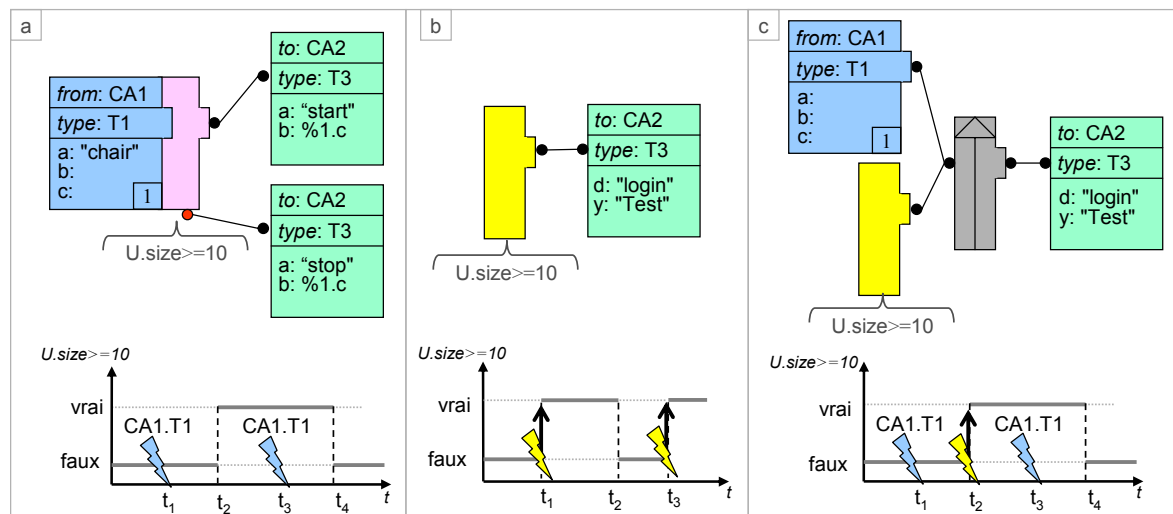 a
from: CA1
type: T1
a: "chair"
b:
c:
1
to: CA2
type: T3
a: “start"
b: %1.c
to: CA2
type: T3
a: “stop"
b: %1.c
U.size>=10
U.size>=10
vrai
faux
CA1.T1
CA1.T1
t1
t2
t3
t4
t
b
to: CA2
type: T3
d: "login"
y: "Test"
U.size>=10
U.size>=10
vrai
faux
t1
t2
t3
t
c
from: CA1
type: T1
a:
b:
c:
1
to: CA2
type: T3
d: "login"
y: "Test"
U.size>=10
U.size>=10
vrai
faux
CA1.T1
CA1.T1
t1
t2
t3
t4
t